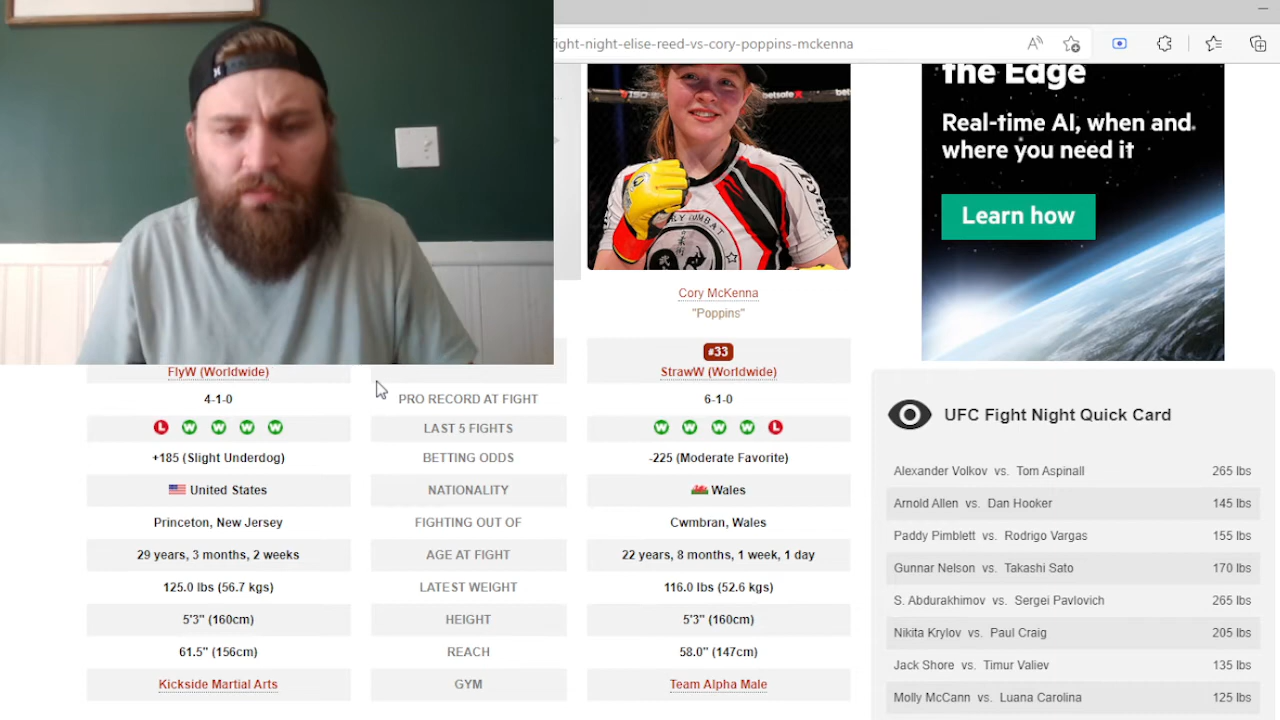 fight-night-elise-reed-vs-cory-poppins-mckenna
the Edge
Real-time AI, when and
where you need it
Learn how
Cory McKenna
"Poppins"
#33
FlyW (Worldwide)
StrawW (Worldwide)
4-1-0 PRO RECORD AT FIGHT 6-1-0
L W W W W LAST 5 FIGHTS W W W W L
+185 (Slight Underdog) BETTING ODDS -225 (Moderate Favorite)
United States NATIONALITY Wales
Princeton, New Jersey FIGHTING OUT OF Cwmbran, Wales
29 years, 3 months, 2 weeks AGE AT FIGHT 22 years, 8 months, 1 week, 1 day
125.0 lbs (56.7 kgs) LATEST WEIGHT 116.0 lbs (52.6 kgs)
5'3" (160cm) HEIGHT 5'3" (160cm)
61.5" (156cm) REACH 58.0" (147cm)
Kickside Martial Arts GYM Team Alpha Male
UFC Fight Night Quick Card
Alexander Volkov vs. Tom Aspinall 265 lbs
Arnold Allen vs. Dan Hooker 145 lbs
Paddy Pimblett vs. Rodrigo Vargas 155 lbs
Gunnar Nelson vs. Takashi Sato 170 lbs
S. Abdurakhimov vs. Sergei Pavlovich 265 lbs
Nikita Krylov vs. Paul Craig 205 lbs
Jack Shore vs. Timur Valiev 135 lbs
Molly McCann vs. Luana Carolina 125 lbs